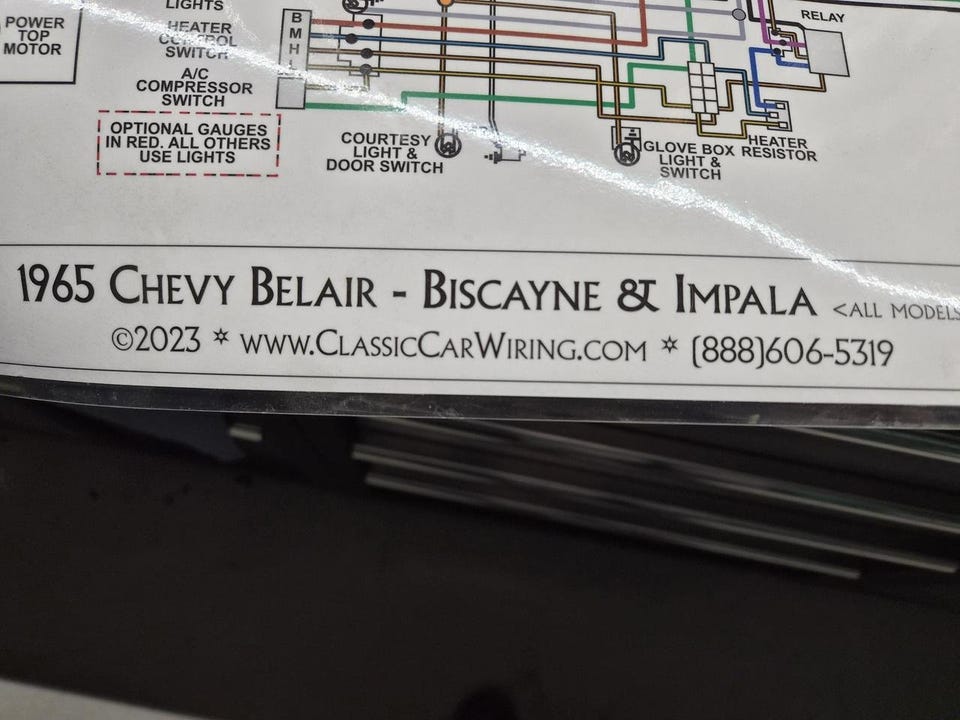 LIGHTS
HEATER
CONTROL
SWITCH
POWER
TOP
MOTOR
A/C
COMPRESSOR
SWITCH
B
M
H
L
RELAY
OPTIONAL GAUGES
IN RED. ALL OTHERS
USE LIGHTS
COURTESY
LIGHT &
DOOR SWITCH
GLOVE BOX
LIGHT &
SWITCH
HEATER
RESISTOR
1965 CHEVY BELAIR - BISCAYNE & IMPALA <ALL MODELS
©2023 * WWW.CLASSICCARWIRING.COM * (888)606-5319